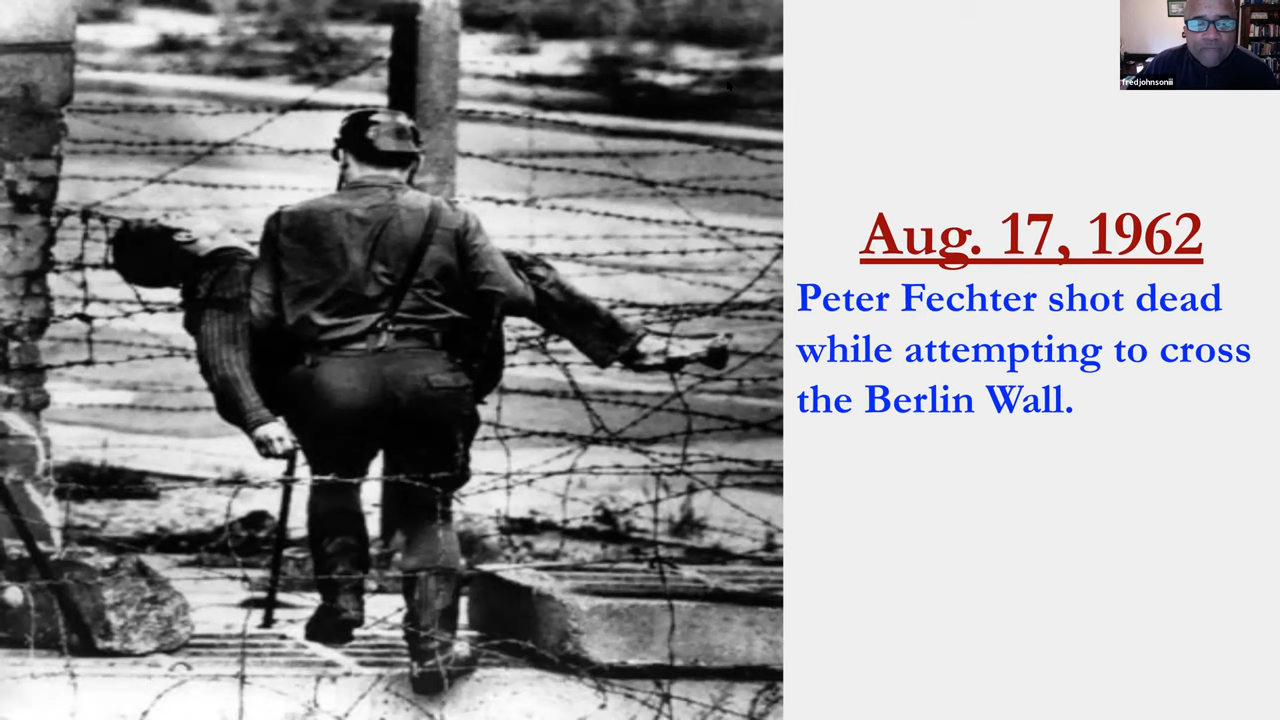 fredjohnsoniii
Aug. 17, 1962
Peter Fechter shot dead
while attempting to cross
the Berlin Wall.